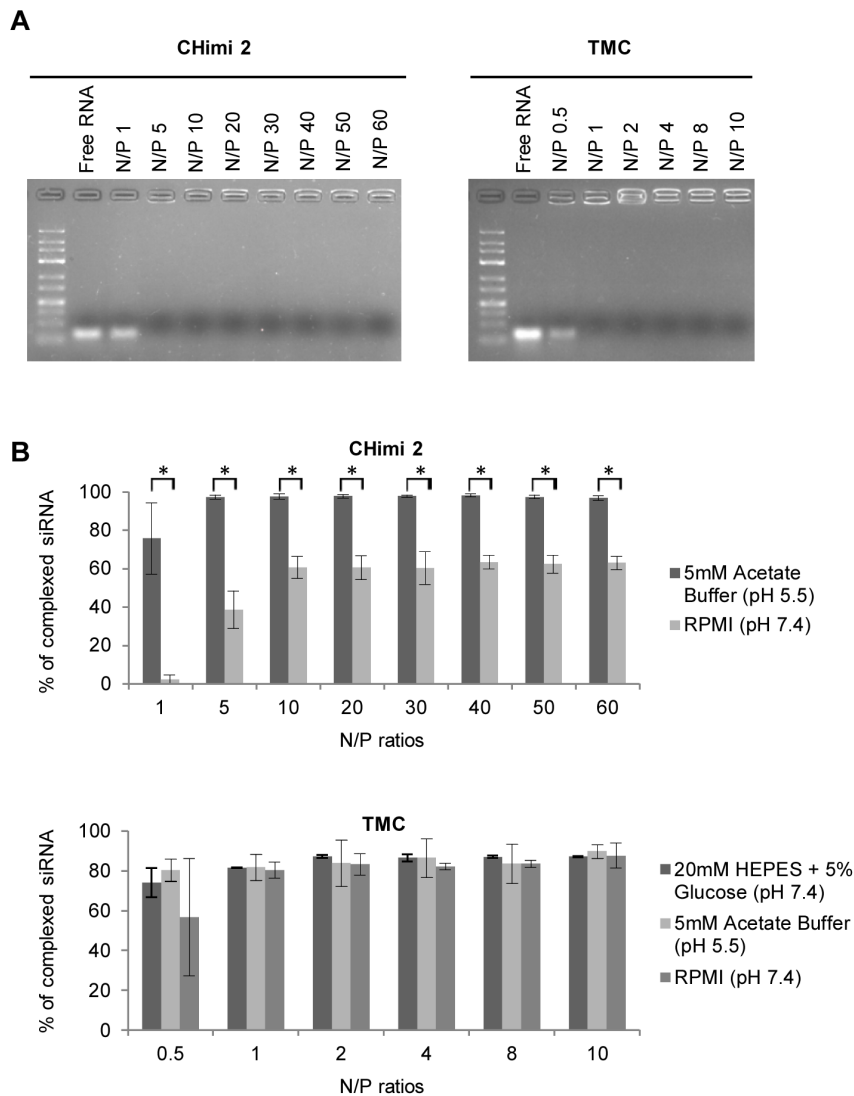 A
CHimi 2
TMC
Free RNA
N/P 1
N/P 5
N/P 10
N/P 20
N/P 30
N/P 40
N/P 50
N/P 60
Free RNA
N/P 0.5
N/P 1
N/P 2
N/P 4
N/P 8
N/P 10
B
CHimi 2
* * * * * * * *
% of complexed siRNA
100
80
60
40
20
0
1 5 10 20 30 40 50 60
N/P ratios
5mM Acetate
Buffer (pH 5.5)
RPMI (pH 7.4)
TMC
% of complexed siRNA
100
80
60
40
20
0
0.5 1 2 4 8 10
N/P ratios
20mM HEPES + 5%
Glucose (pH 7.4)
5mM Acetate Buffer
(pH 5.5)
RPMI (pH 7.4)